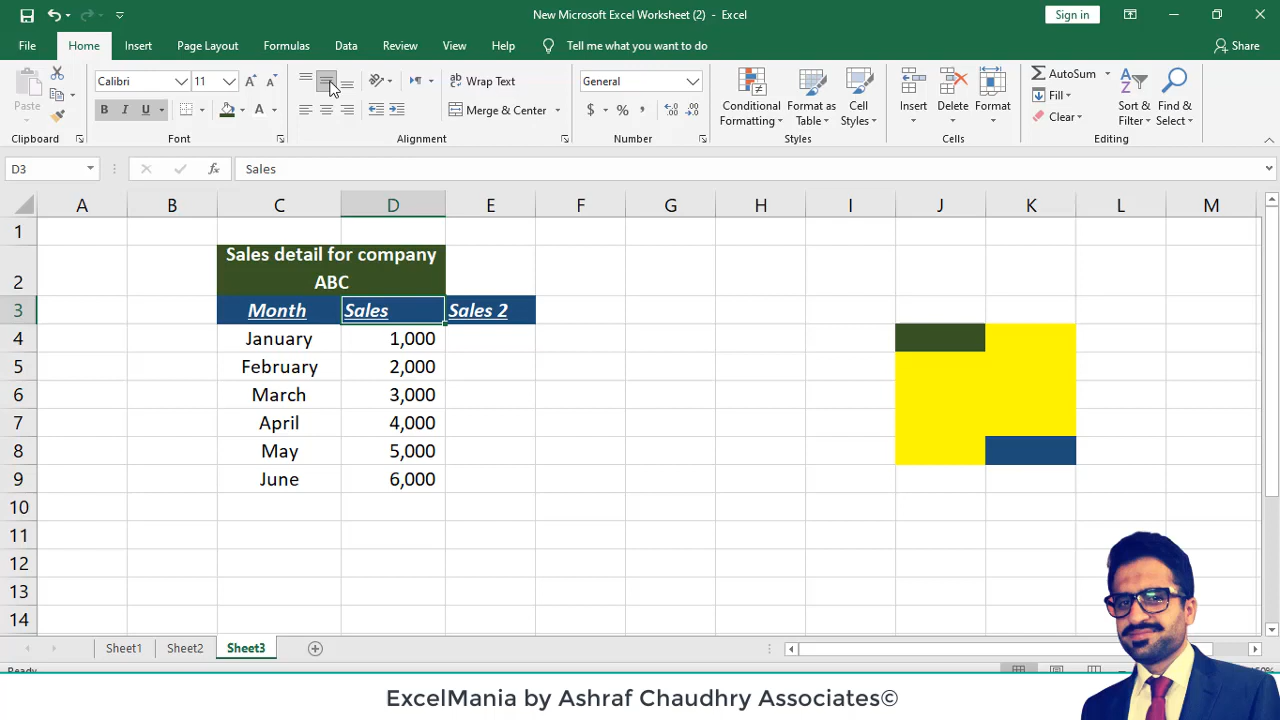 New Microsoft Excel Worksheet (2) - Excel
Sign in
File Home Insert Page Layout Formulas Data Review View Help Tell me what you want to do Share
Paste
Calibri 11
B I U A
Wrap Text
Merge & Center
General
$ % ,
Conditional Formatting
Format as Table
Cell Styles
Insert
Delete
Format
AutoSum
Fill
Clear
Sort & Filter
Find & Select
Clipboard Font Alignment Number Styles Cells Editing
D3 fx Sales
A B C D E F G H I J K L M
1
2 Sales detail for company
ABC
3 Month Sales Sales 2
4 January 1,000
5 February 2,000
6 March 3,000
7 April 4,000
8 May 5,000
9 June 6,000
10
11
12
13
14
Sheet1 Sheet2 Sheet3
ExcelMania by Ashraf Chaudhry Associates©